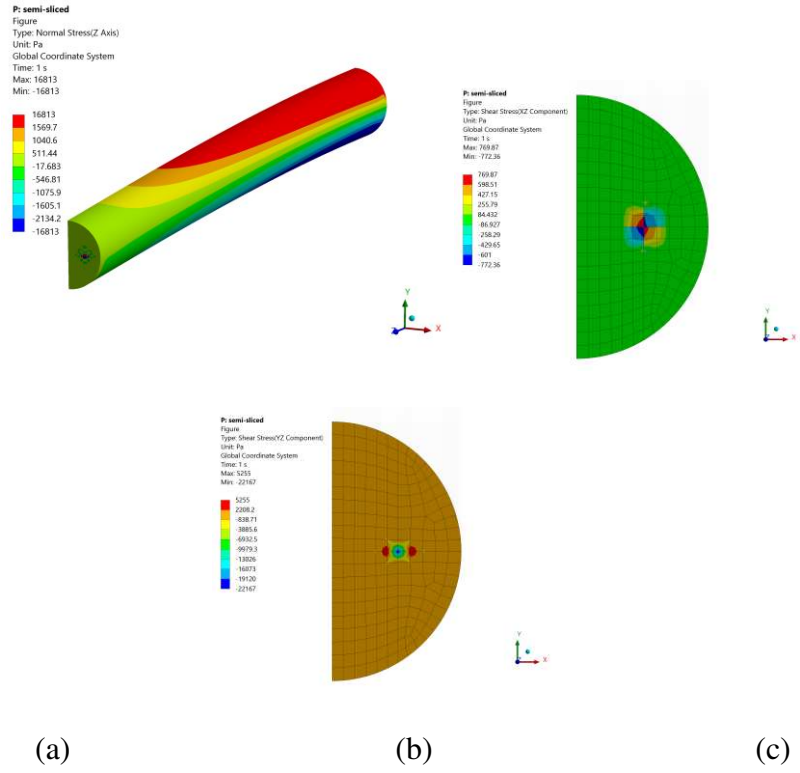 P: semi-sliced
Figure
Type: Normal Stress(Z Axis)
Unit: Pa
Global Coordinate System
Time: 1 s
Max: 16813
Min: -16813
16813
1569.7
1040.6
511.44
-17.683
-546.81
-1075.9
-1605.1
-2134.2
-16813
Y
X
Z
P: semi-sliced
Figure
Type: Shear Stress(XZ Component)
Unit: Pa
Global Coordinate System
Time: 1 s
Max: 769.87
Min: -772.36
769.87
598.51
427.15
255.79
84.432
-86.927
-258.29
-429.65
-601
-772.36
Y
X
P: semi-sliced
Figure
Type: Shear Stress(YZ Component)
Unit: Pa
Global Coordinate System
Time: 1 s
Max: 5255
Min: -22167
5255
2208.2
-838.71
-3885.6
-6932.5
-9979.3
-13026
-16073
-19120
-22167
Y
X
(a) (b) (c)